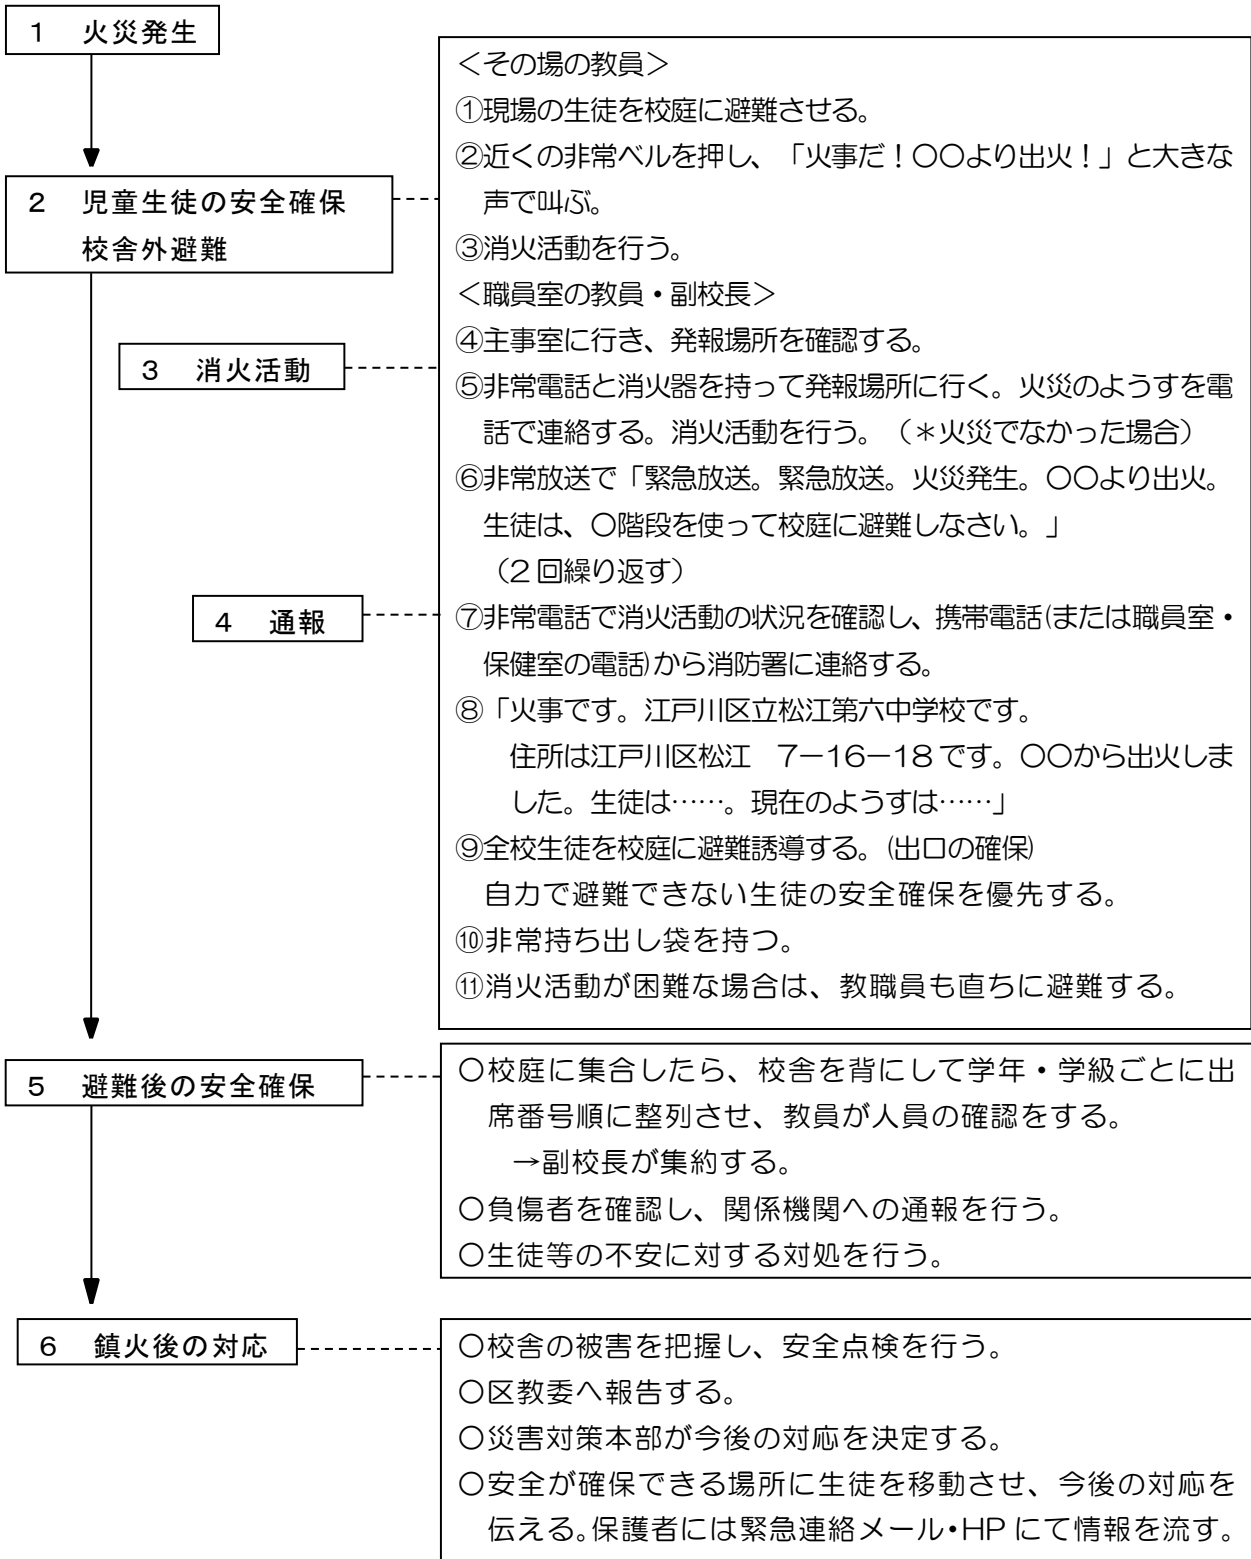 1 火災発生
<その場の教員>
①現場の生徒を校庭に避難させる。
②近くの非常ベルを押し、「火事だ！〇〇より出火！」と大きな
声で叫ぶ。
③消火活動を行う。
<職員室の教員・副校長>
④主事室に行き、発報場所を確認する。
⑤非常電話と消火器を持って発報場所に行く。火災のようすを電
話で連絡する。消火活動を行う。（＊火災でなかった場合）
⑥非常放送で「緊急放送。緊急放送。火災発生。〇〇より出火。
生徒は、〇階段を使って校庭に避難しなさい。」
（2回繰り返す）
⑦非常電話で消火活動の状況を確認し、携帯電話(または職員室・
保健室の電話)から消防署に連絡する。
⑧「火事です。江戸川区立松江第六中学校です。
住所は江戸川区松江　7－16－18です。〇〇から出火しま
した。生徒は……。現在のようすは……」
⑨全校生徒を校庭に避難誘導する。(出口の確保)
自力で避難できない生徒の安全確保を優先する。
⑩非常持ち出し袋を持つ。
⑪消火活動が困難な場合は、教職員も直ちに避難する。
2 児童生徒の安全確保
校舎外避難
3 消火活動
4 通報
5 避難後の安全確保
〇校庭に集合したら、校舎を背にして学年・学級ごとに出
席番号順に整列させ、教員が人員の確認をする。
→副校長が集約する。
〇負傷者を確認し、関係機関への通報を行う。
〇生徒等の不安に対する対処を行う。
6 鎮火後の対応
〇校舎の被害を把握し、安全点検を行う。
〇区教委へ報告する。
〇災害対策本部が今後の対応を決定する。
〇安全が確保できる場所に生徒を移動させ、今後の対応を
伝える。保護者には緊急連絡メール・HPにて情報を流す。